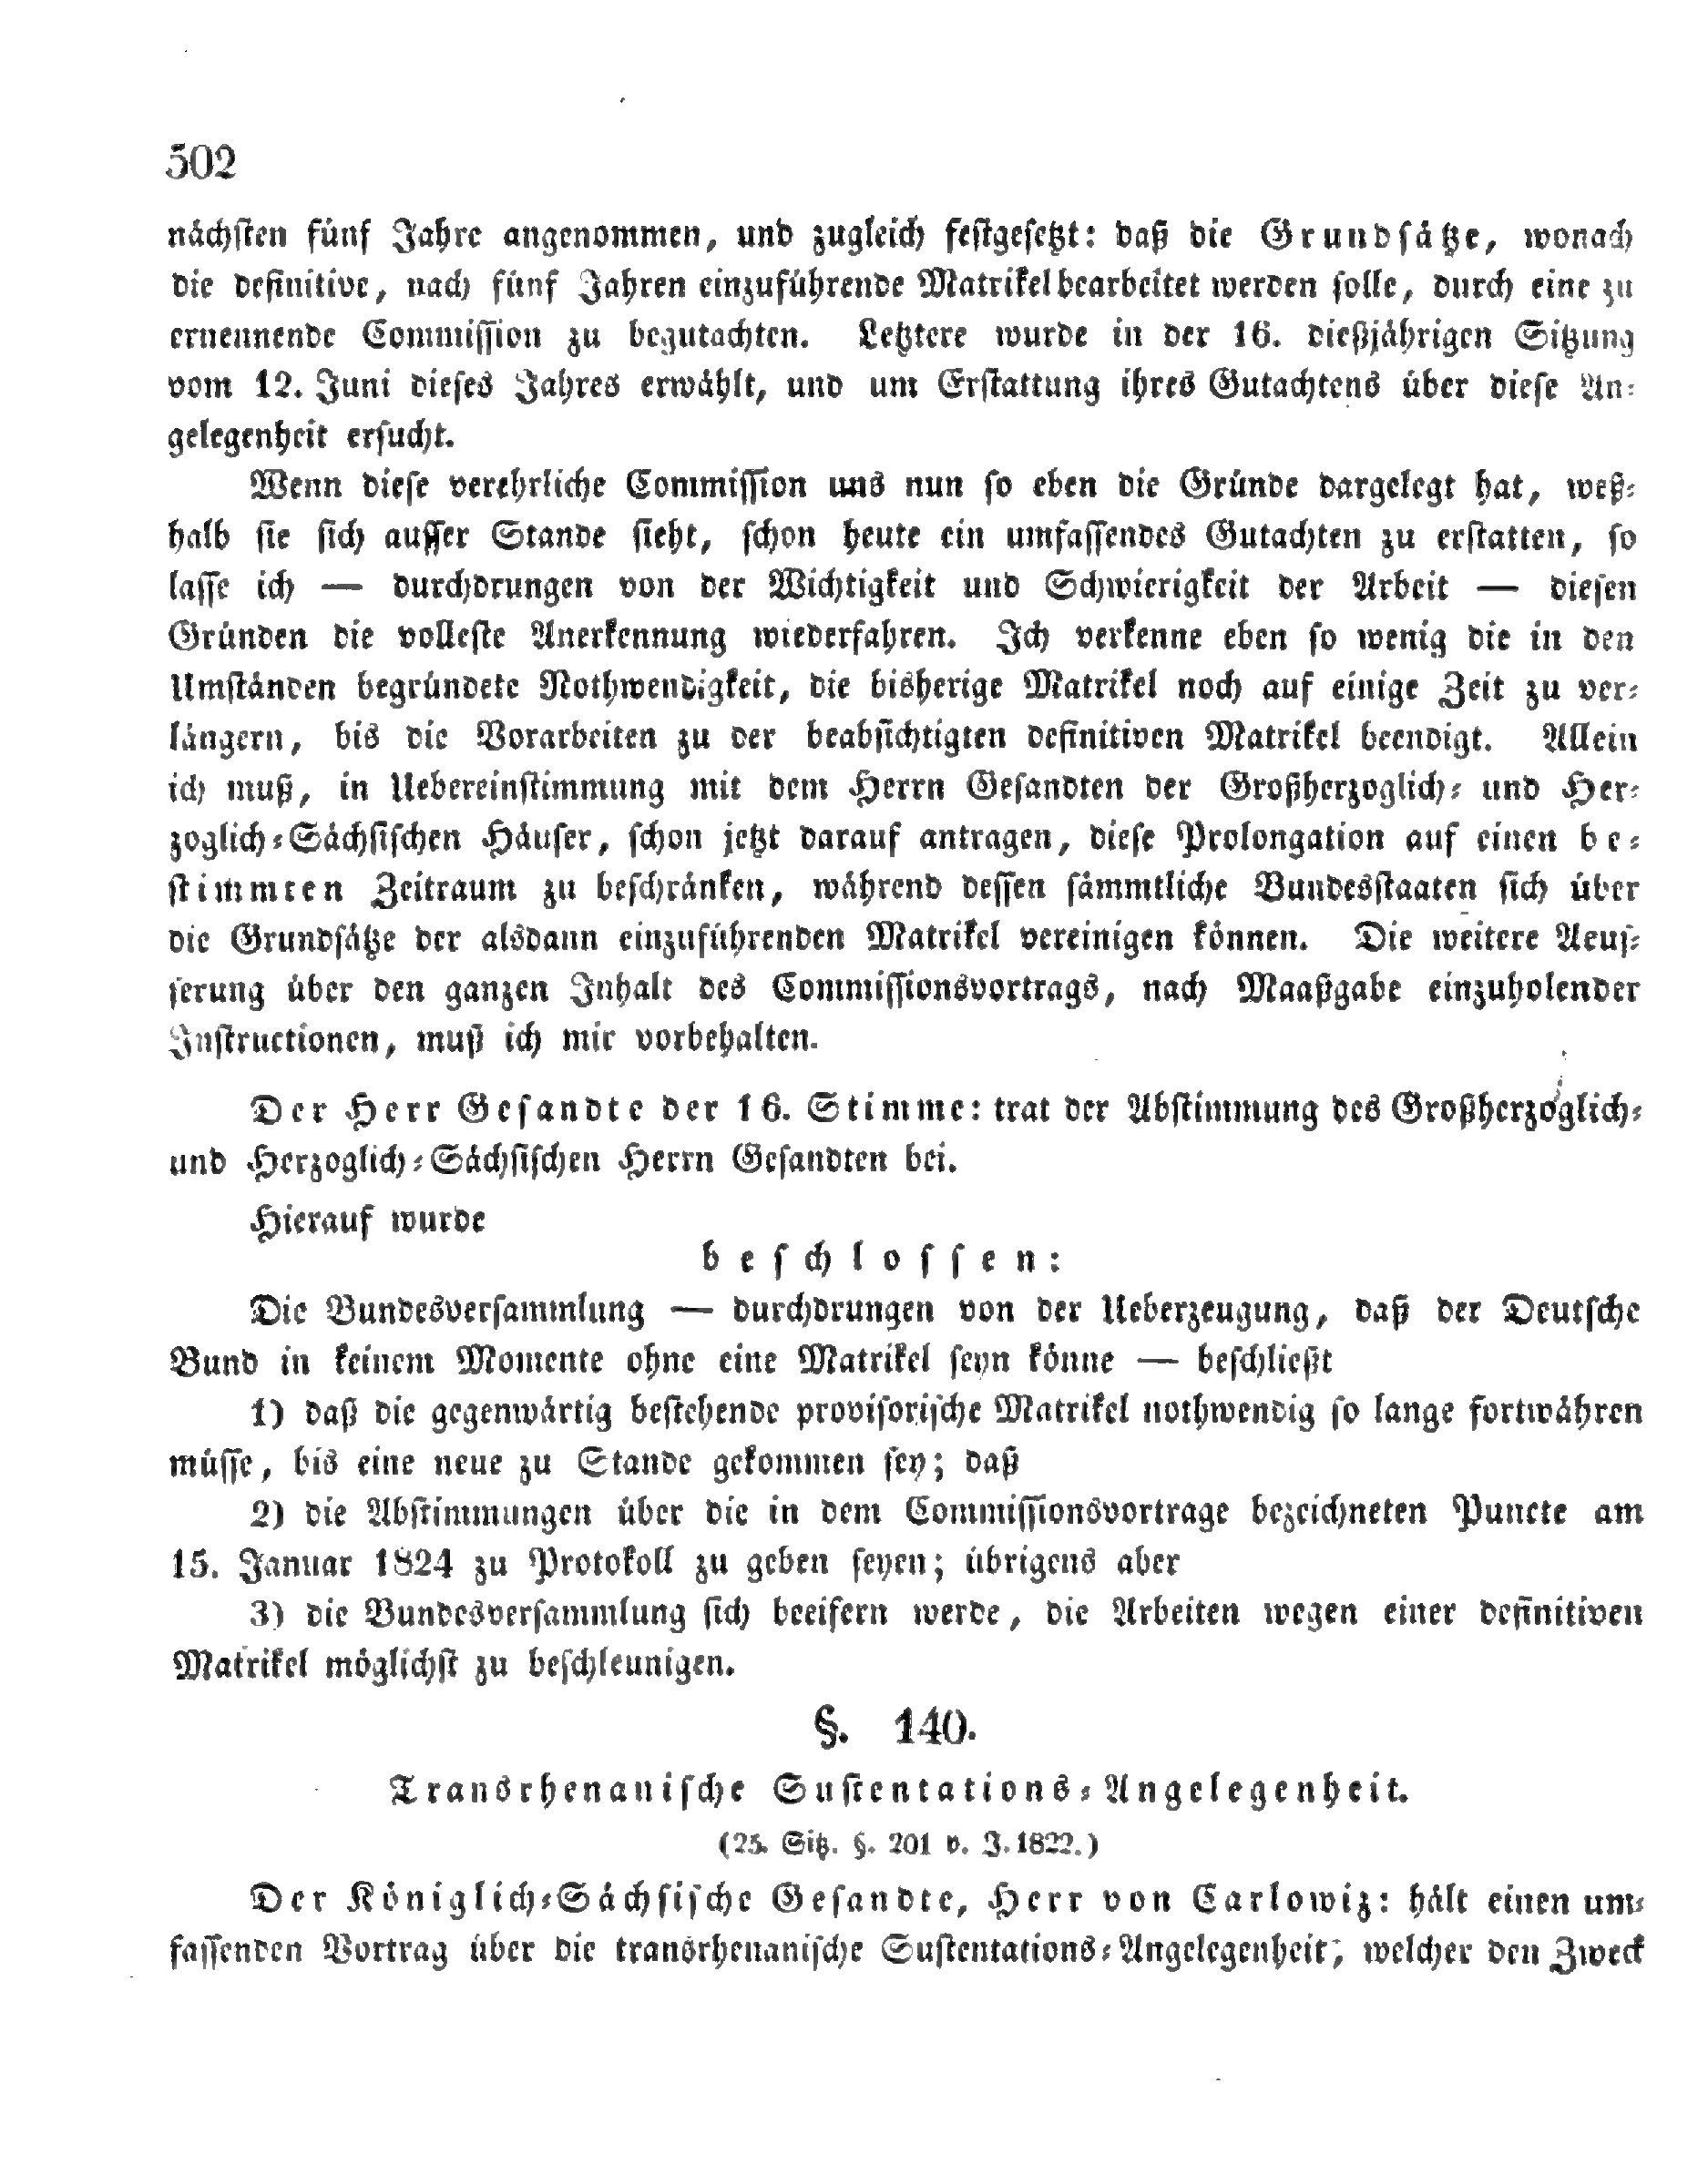 502
nächsten fünf Jahre angenommen, und zugleich festgesetzt: daß die Grundsätze, wonach
die definitive, nach fünf Jahren einzuführende Matrikel bearbeitet werden solle, durch eine zu
ernennende Commission zu begutachten. Letztere wurde in der 16. dießjährigen Sitzung
vom 12. Juni dieses Jahres erwählt, und um Erstattung ihres Gutachtens über diese An-
gelegenheit ersucht.
Wenn diese verehrliche Commission uns nun so eben die Gründe dargelegt hat, weß-
halb sie sich ausser Stande sieht, schon heute ein umfassendes Gutachten zu erstatten, so
lasse ich — durchdrungen von der Wichtigkeit und Schwierigkeit der Arbeit — diesen
Gründen die volleste Anerkennung wiederfahren. Ich verkenne eben so wenig die in den
Umständen begründete Nothwendigkeit, die bisherige Matrikel noch auf einige Zeit zu ver-
längern, bis die Vorarbeiten zu der beabsichtigten definitiven Matrikel beendigt. Allein
ich muß, in Uebereinstimmung mit dem Herrn Gesandten der Großherzoglich- und Her-
zoglich-Sächsischen Häuser, schon jetzt darauf antragen, diese Prolongation auf einen be-
stimmten Zeitraum zu beschränken, während dessen sämmtliche Bundesstaaten sich über
die Grundsätze der alsdann einzuführenden Matrikel vereinigen können. Die weitere Aeus-
serung über den ganzen Inhalt des Commissionsvortrags, nach Maaßgabe einzuholender
Instructionen, muß ich mir vorbehalten.
Der Herr Gesandte der 16. Stimme: trat der Abstimmung des Großherzoglich-
und Herzoglich-Sächsischen Herrn Gesandten bei.
Hierauf wurde
beschlossen:
Die Bundesversammlung — durchdrungen von der Ueberzeugung, daß der Deutsche
Bund in keinem Momente ohne eine Matrikel seyn könne — beschließt
1) daß die gegenwärtig bestehende provisorische Matrikel nothwendig so lange fortwähren
müsse, bis eine neue zu Stande gekommen sey; daß
2) die Abstimmungen über die in dem Commissionsvortrage bezeichneten Puncte am
15. Januar 1824 zu Protokoll zu geben seyen; übrigens aber
3) die Bundesversammlung sich beeifern werde, die Arbeiten wegen einer definitiven
Matrikel möglichst zu beschleunigen.
§. 140.
Transrhenanische Sustentations-Angelegenheit.
(25. Sitz. §. 201 v. J. 1822.)
Der Königlich-Sächsische Gesandte, Herr von Carlowiz: hält einen um-
fassenden Vortrag über die transrhenanische Sustentations-Angelegenheit, welcher den Zweck